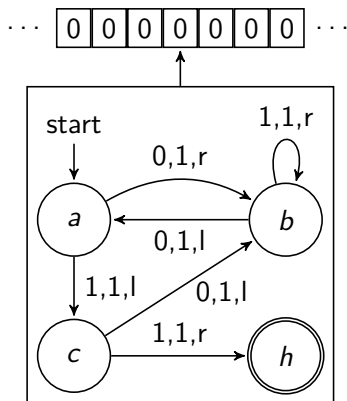 ··· 0 0 0 0 0 0 0 ···
start
1,1,r
0,1,r
a
b
0,1,l
1,1,l
0,1,l
1,1,r
c
h